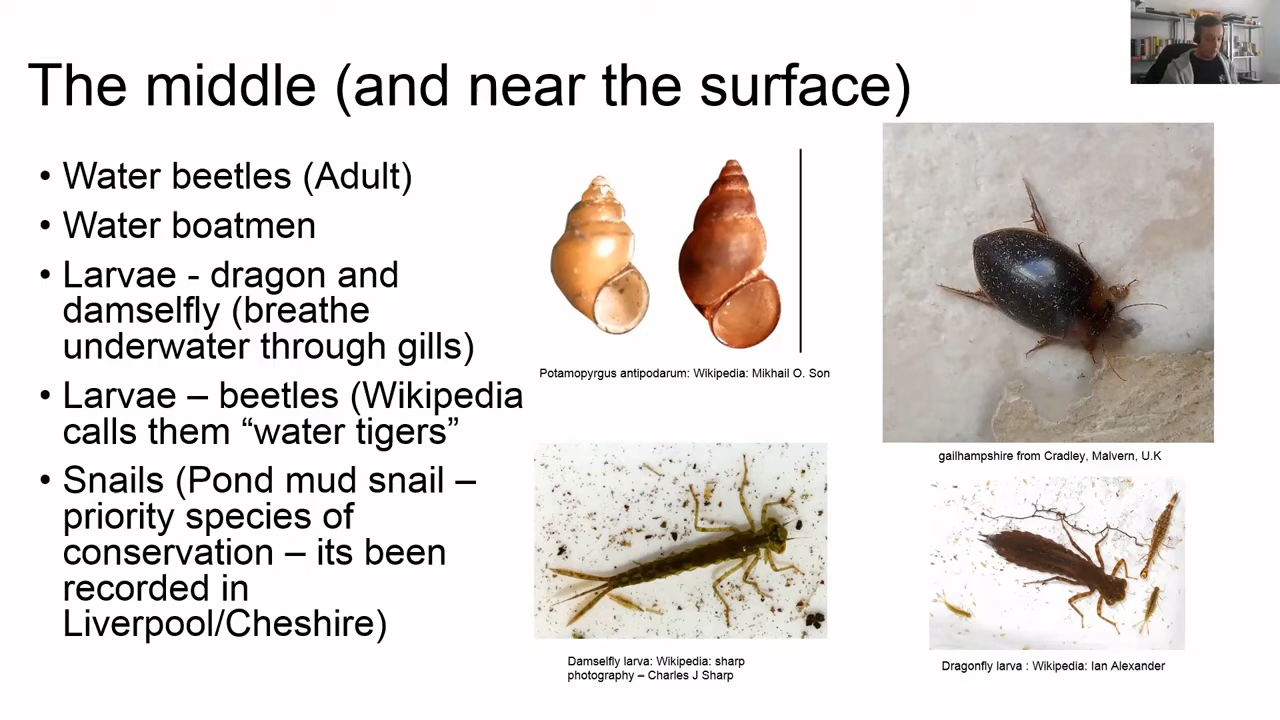 The middle (and near the surface)
• Water beetles (Adult)
• Water boatmen
• Larvae - dragon and
damselfly (breathe
underwater through gills)
• Larvae – beetles (Wikipedia
calls them “water tigers”
• Snails (Pond mud snail –
priority species of
conservation – its been
recorded in
Liverpool/Cheshire)
Potamopyrgus antipodarum: Wikipedia: Mikhail O. Son
gailhampshire from Cradley, Malvern, U.K
Damselfly larva: Wikipedia: sharp
photography – Charles J Sharp
Dragonfly larva : Wikipedia: Ian Alexander